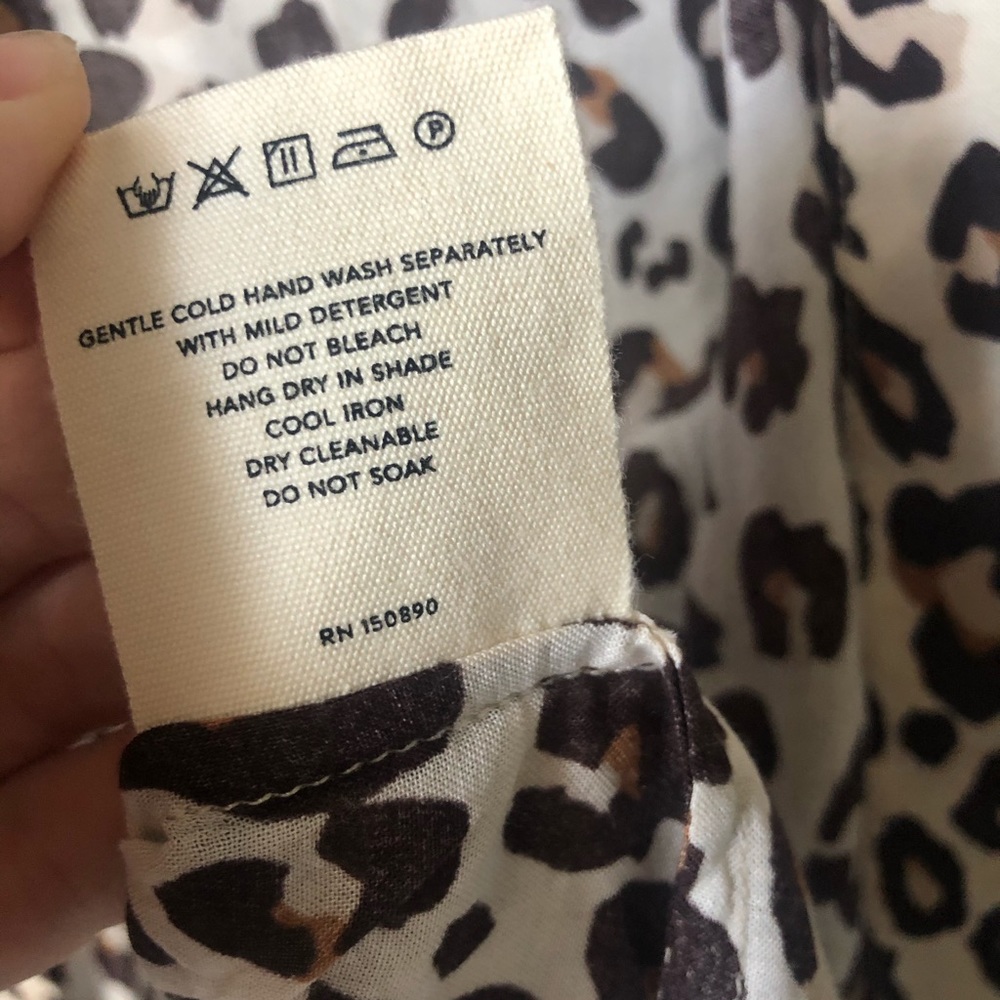 P
GENTLE COLD HAND WASH SEPARATELY
WITH MILD DETERGENT
DO NOT BLEACH
HANG DRY IN SHADE
COOL IRON
DRY CLEANABLE
DO NOT SOAK
RN 150890